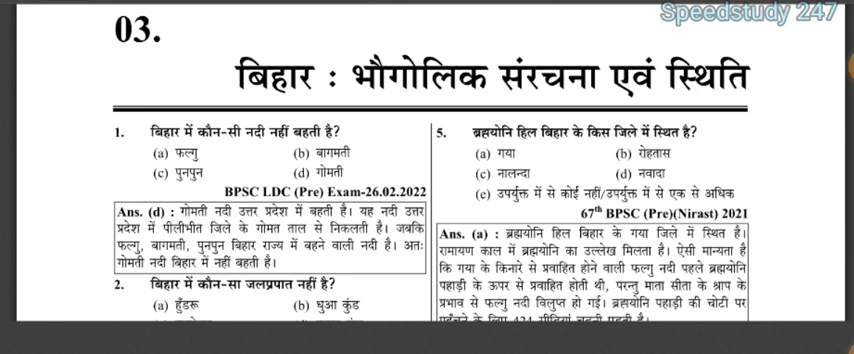 Speedstudy 247
03.
बिहार : भौगोलिक संरचना एवं स्थिति
1. बिहार में कौन-सी नदी नहीं बहती है?
(a) फल्गु (b) बागमती
(c) पुनपुन (d) गोमती
BPSC LDC (Pre) Exam-26.02.2022
Ans. (d) : गोमती नदी उत्तर प्रदेश में बहती है। यह नदी उत्तर
प्रदेश में पीलीभीत जिले के गोमत ताल से निकलती है। जबकि
फल्गु, बागमती, पुनपुन बिहार राज्य में बहने वाली नदी है। अतः
गोमती नदी बिहार में नहीं बहती है।
2. बिहार में कौन-सा जलप्रपात नहीं है?
(a) हुँडरू (b) धुआ कुंड
5. ब्रह्मयोनि हिल बिहार के किस जिले में स्थित है?
(a) गया (b) रोहतास
(c) नालन्दा (d) नवादा
(e) उपर्युक्त में से कोई नहीं/उपर्युक्त में से एक से अधिक
67th BPSC (Pre)(Nirast) 2021
Ans. (a) : ब्रह्मयोनि हिल बिहार के गया जिले में स्थित है।
रामायण काल में ब्रह्मयोनि का उल्लेख मिलता है। ऐसी मान्यता है
कि गया के किनारे से प्रवाहित होने वाली फल्गु नदी पहले ब्रह्मयोनि
पहाड़ी के ऊपर से प्रवाहित होती थी, परन्तु माता सीता के श्राप के
प्रभाव से फल्गु नदी विलुप्त हो गई। ब्रह्मयोनि पहाड़ी की चोटी पर